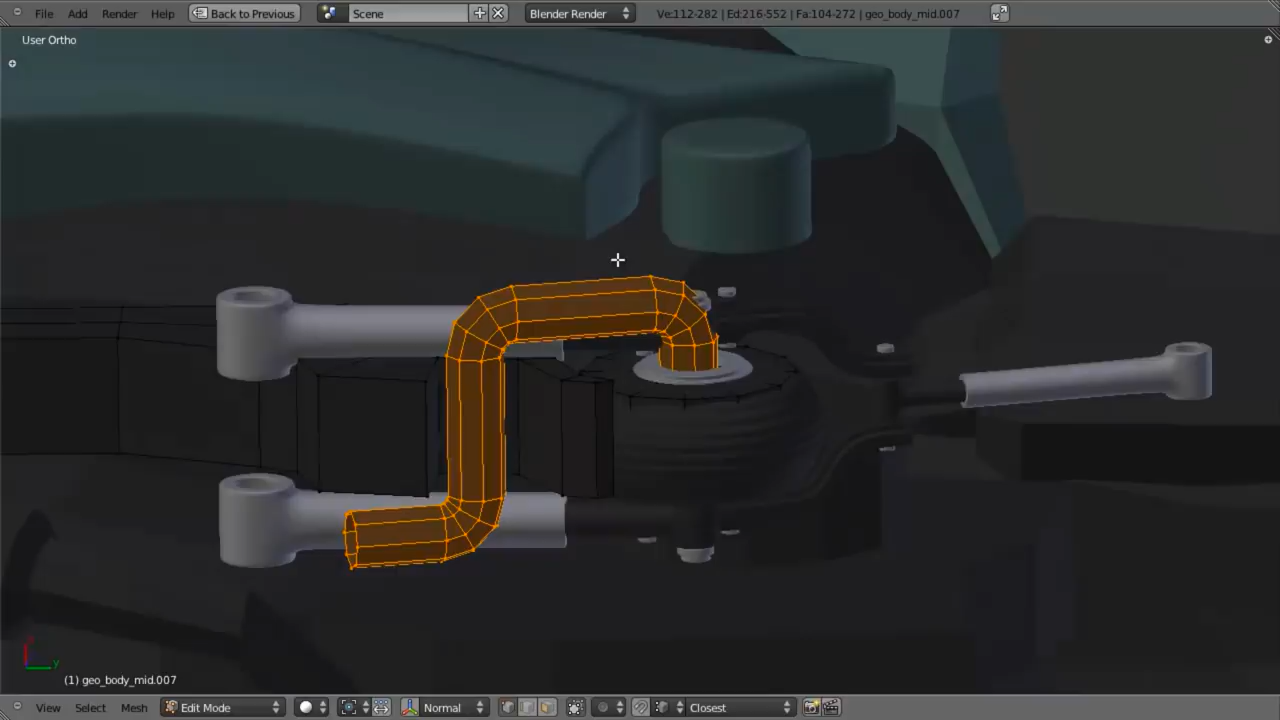 File Add Render Help Back to Previous Scene Blender Render Ve:112-282 | Ed:216-552 | Fa:104-272 | geo_body_mid.007
User Ortho
y
(1) geo_body_mid.007
View Select Mesh Edit Mode Normal Closest